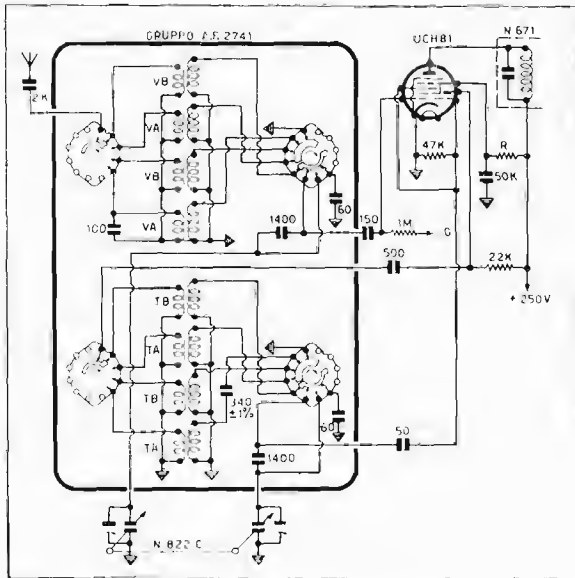 GRUPPO A.F. 2741
UCH81
N 671
2K
VB
VA
VB
VA
100
47K
R
50K
60
1400
150
1M
G
500
22K
+ 250V
TB
TA
TB
TA
340
±1%
60
50
1400
N 822 C